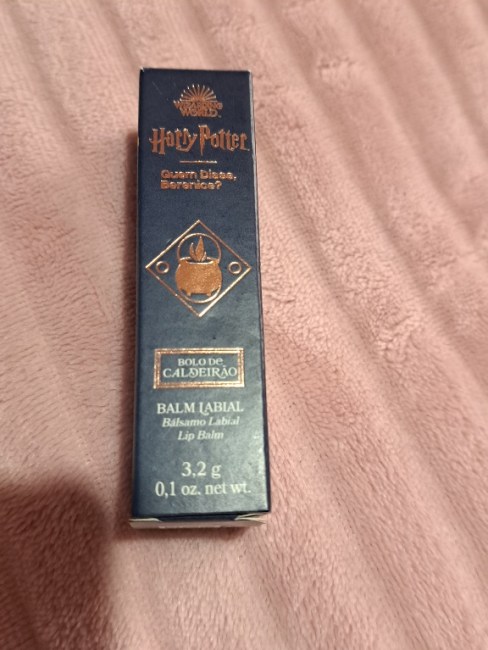 WIZARDING
WORLD
Harry Potter
Quem Disse,
Berenice?
BOLO DE
CALDEIRÃO
BALM LABIAL
Bálsamo Labial
Lip Balm
3,2 g
0,1 oz. net wt.